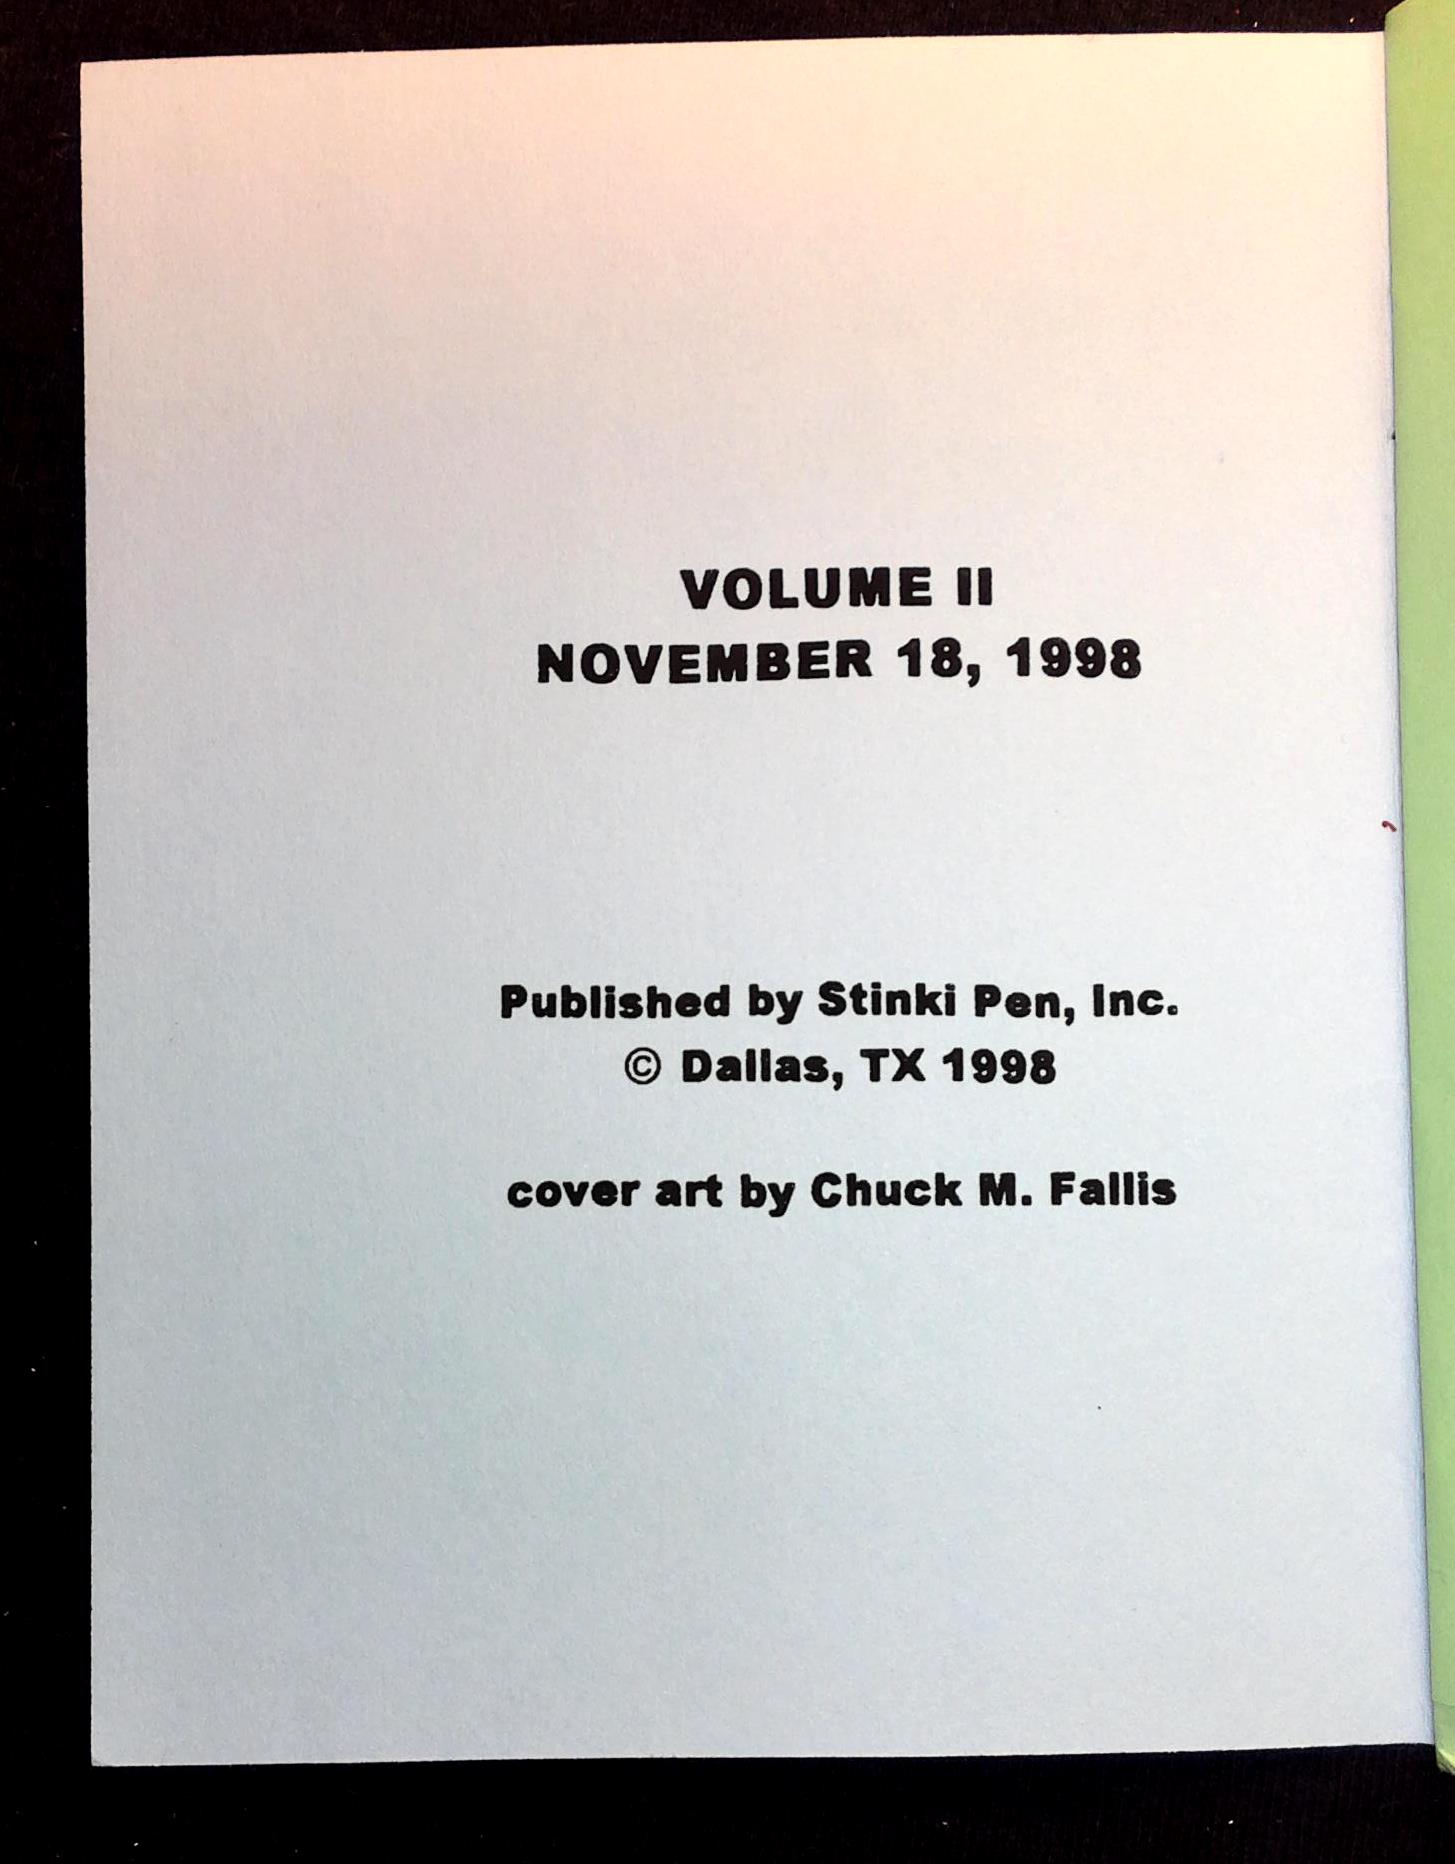 VOLUME II
NOVEMBER 18, 1998
Published by Stinki Pen, Inc.
© Dallas, TX 1998
cover art by Chuck M. Fallis